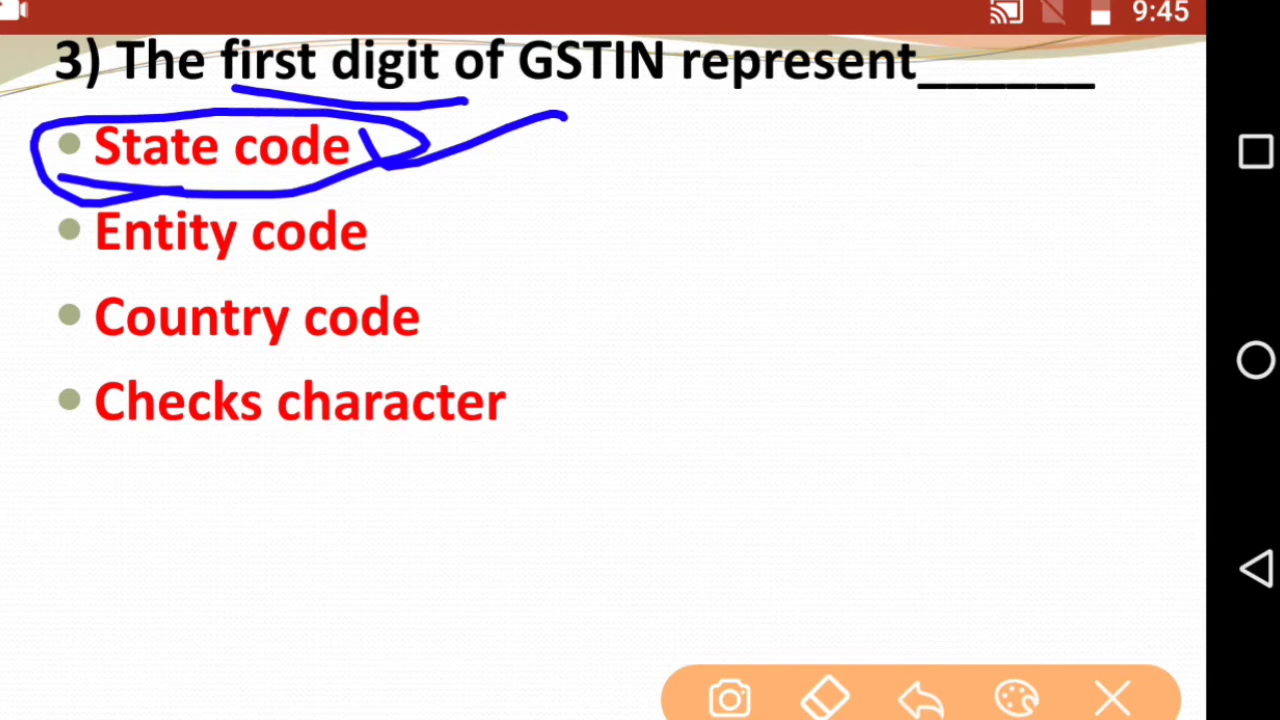 9:45
3) The first digit of GSTIN represent______
State code
Entity code
Country code
Checks character